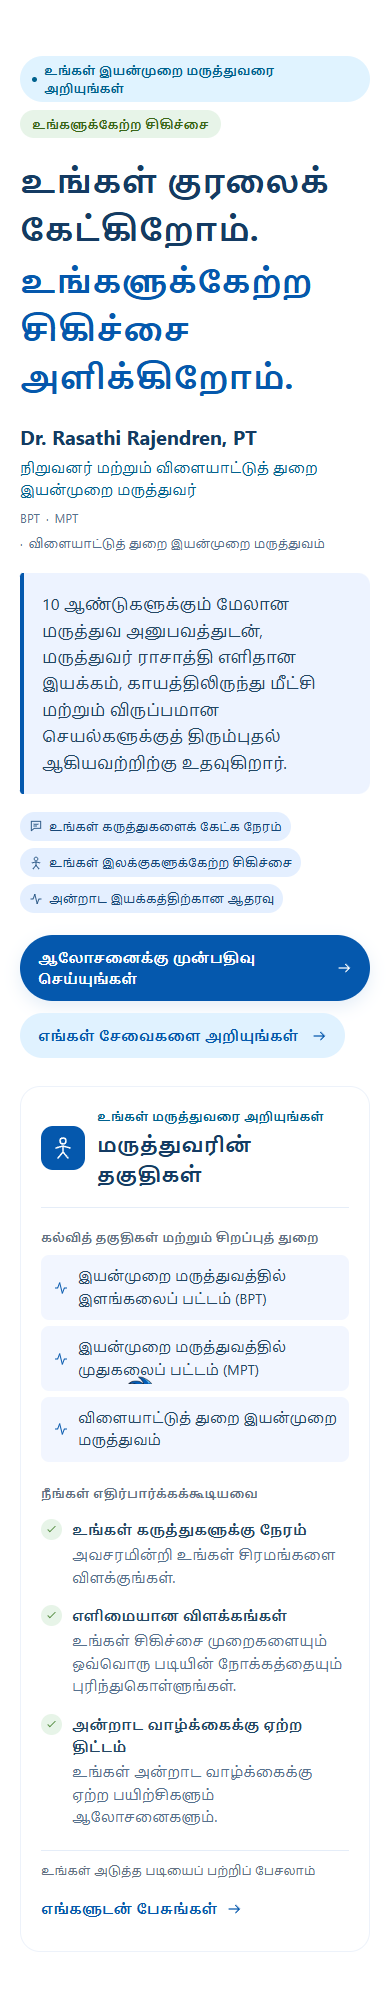 • உங்கள் இயன்முறை மருத்துவரை
அறியுங்கள்
உங்களுக்கேற்ற சிகிச்சை
உங்கள் குரலைக்
கேட்கிறோம்.
உங்களுக்கேற்ற
சிகிச்சை
அளிக்கிறோம்.
Dr. Rasathi Rajendren, PT
நிறுவனர் மற்றும் விளையாட்டுத் துறை
இயன்முறை மருத்துவர்
BPT · MPT
· விளையாட்டுத் துறை இயன்முறை மருத்துவம்
10 ஆண்டுகளுக்கும் மேலான
மருத்துவ அனுபவத்துடன்,
மருத்துவர் ராசாத்தி எளிதான
இயக்கம், காயத்திலிருந்து மீட்சி
மற்றும் விருப்பமான
செயல்களுக்குத் திரும்புதல்
ஆகியவற்றிற்கு உதவுகிறார்.
உங்கள் கருத்துகளைக் கேட்க நேரம்
உங்கள் இலக்குகளுக்கேற்ற சிகிச்சை
அன்றாட இயக்கத்திற்கான ஆதரவு
ஆலோசனைக்கு முன்பதிவு
செய்யுங்கள் →
எங்கள் சேவைகளை அறியுங்கள் →
உங்கள் மருத்துவரை அறியுங்கள்
மருத்துவரின்
தகுதிகள்
கல்வித் தகுதிகள் மற்றும் சிறப்புத் துறை
இயன்முறை மருத்துவத்தில்
இளங்கலைப் பட்டம் (BPT)
இயன்முறை மருத்துவத்தில்
முதுகலைப் பட்டம் (MPT)
விளையாட்டுத் துறை இயன்முறை
மருத்துவம்
நீங்கள் எதிர்பார்க்கக்கூடியவை
உங்கள் கருத்துகளுக்கு நேரம்
அவசரமின்றி உங்கள் சிரமங்களை
விளக்குங்கள்.
எளிமையான விளக்கங்கள்
உங்கள் சிகிச்சை முறைகளையும்
ஒவ்வொரு படியின் நோக்கத்தையும்
புரிந்துகொள்ளுங்கள்.
அன்றாட வாழ்க்கைக்கு ஏற்ற
திட்டம்
உங்கள் அன்றாட வாழ்க்கைக்கு
ஏற்ற பயிற்சிகளும்
ஆலோசனைகளும்.
உங்கள் அடுத்த படியைப் பற்றிப் பேசலாம்
எங்களுடன் பேசுங்கள் →